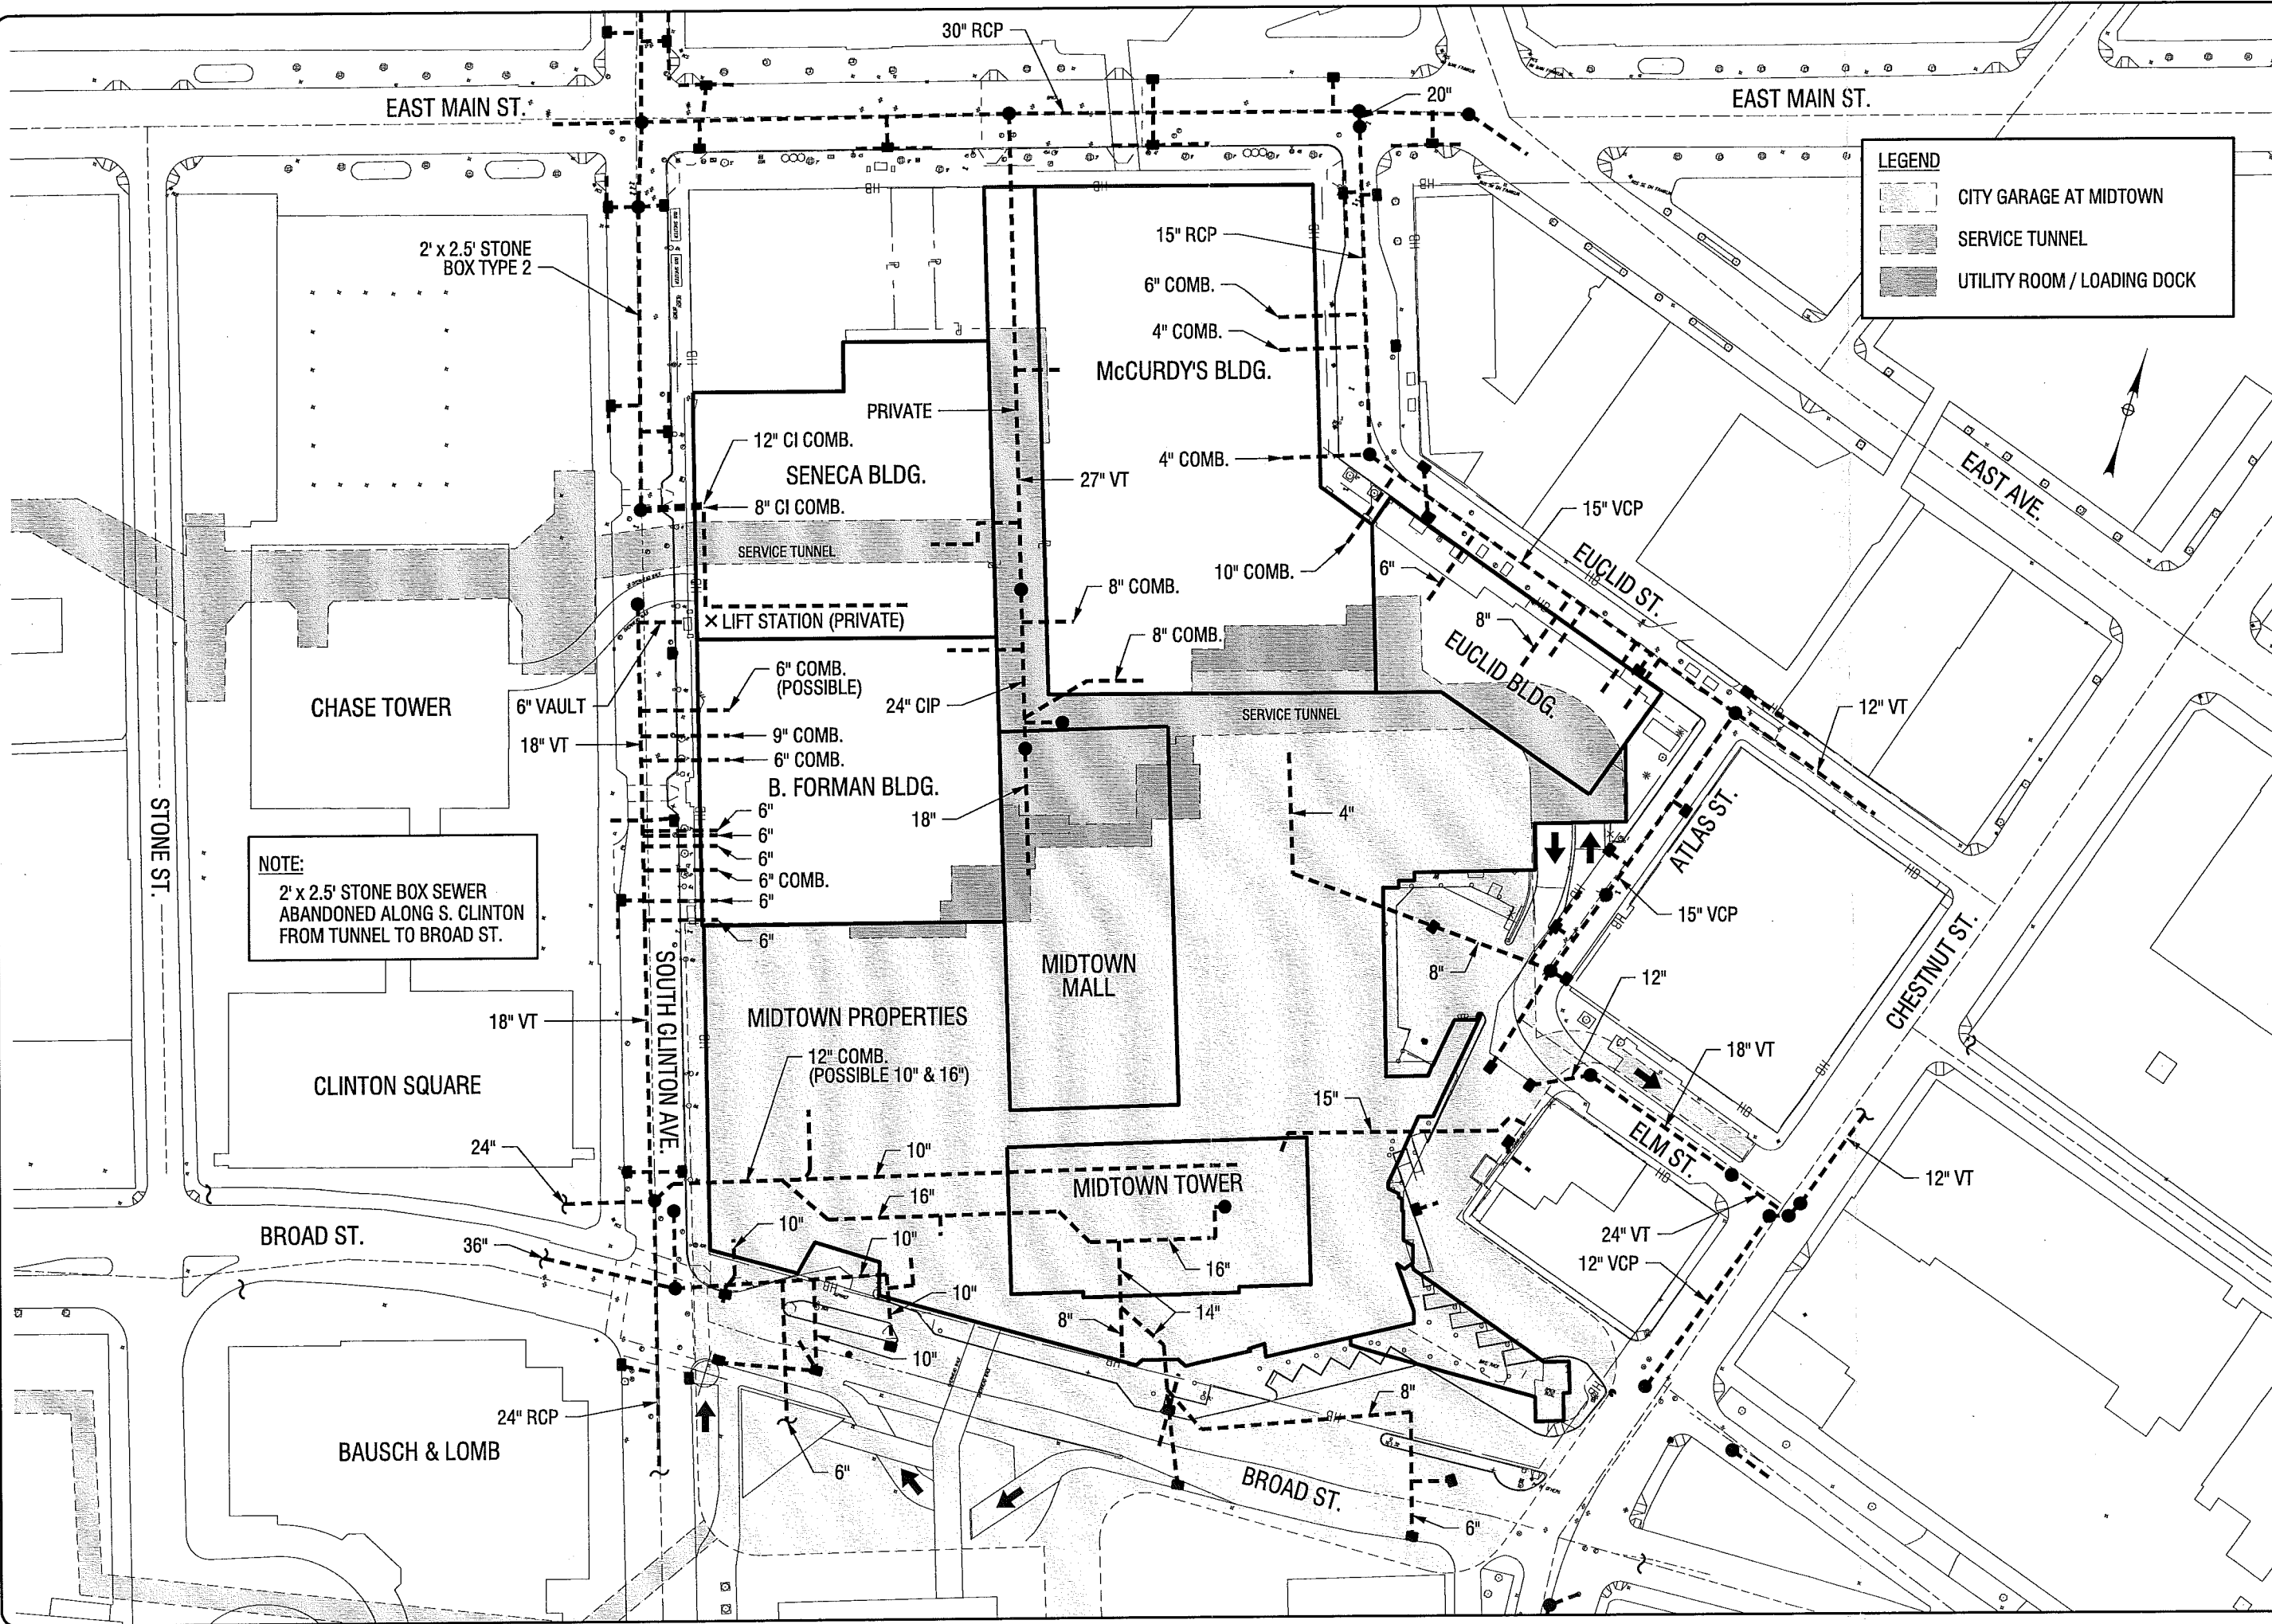 30" RCP
20"
EAST MAIN ST.
EAST MAIN ST.
LEGEND
CITY GARAGE AT MIDTOWN
SERVICE TUNNEL
UTILITY ROOM / LOADING DOCK
2' x 2.5' STONE
BOX TYPE 2
15" RCP
6" COMB.
4" COMB.
McCURDY'S BLDG.
PRIVATE
12" CI COMB.
SENECA BLDG.
8" CI COMB.
4" COMB.
27" VT
EAST AVE.
15" VCP
EUCLID ST.
SERVICE TUNNEL
10" COMB.
6"
8" COMB.
LIFT STATION (PRIVATE)
8" COMB.
8"
EUCLID BLDG.
6" COMB.
(POSSIBLE)
CHASE TOWER
6" VAULT
24" CIP
SERVICE TUNNEL
12" VT
18" VT
9" COMB.
6" COMB.
B. FORMAN BLDG.
STONE ST.
6"
6"
6"
6" COMB.
6"
6"
18"
4"
ATLAS ST.
15" VCP
NOTE:
2' x 2.5' STONE BOX SEWER
ABANDONED ALONG S. CLINTON
FROM TUNNEL TO BROAD ST.
SOUTH CLINTON AVE.
MIDTOWN
MALL
8"
12"
CHESTNUT ST.
18" VT
MIDTOWN PROPERTIES
12" COMB.
(POSSIBLE 10" & 16")
18" VT
CLINTON SQUARE
15"
ELM ST.
24"
10"
MIDTOWN TOWER
12" VT
16"
BROAD ST.
10"
10"
24" VT
36"
16"
12" VCP
10"
14"
8"
10"
24" RCP
8"
BAUSCH & LOMB
6"
BROAD ST.
6"